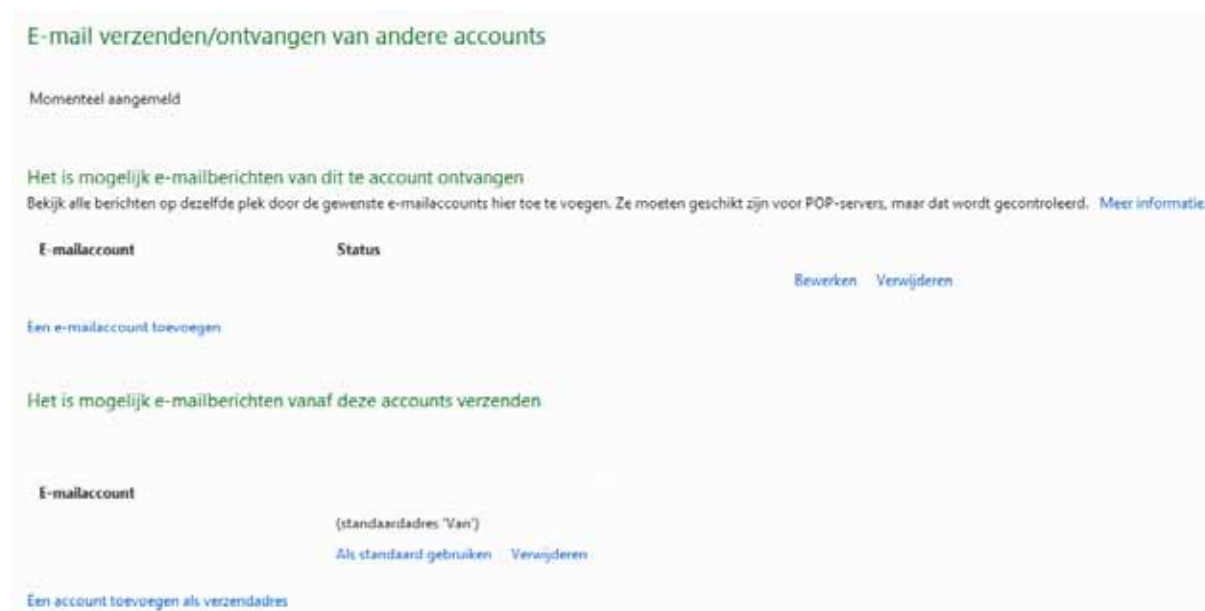 E-mail verzenden/ontvangen van andere accounts
Momenteel aangemeld
Het is mogelijk e-mailberichten van dit te account ontvangen
Bekijk alle berichten op dezelfde plek door de gewenste e-mailaccounts hier toe te voegen. Ze moeten geschikt zijn voor POP-servers, maar dat wordt gecontroleerd. Meer informatie
E-mailaccount Status
Bewerken Verwijderen
Een e-mailaccount toevoegen
Het is mogelijk e-mailberichten vanaf deze accounts verzenden
E-mailaccount
(standaardadres 'Van')
Als standaard gebruiken Verwijderen
Een account toevoegen als verzendadres